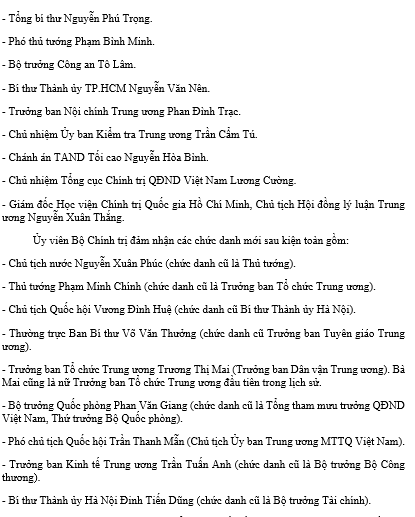 - Tổng bí thư Nguyễn Phú Trọng.
- Phó thủ tướng Phạm Bình Minh.
- Bộ trưởng Công an Tô Lâm.
- Bí thư Thành ủy TP.HCM Nguyễn Văn Nên.
- Trưởng ban Nội chính Trung ương Phan Đình Trạc.
- Chủ nhiệm Ủy ban Kiểm tra Trung ương Trần Cẩm Tú.
- Chánh án TAND Tối cao Nguyễn Hòa Bình.
- Chủ nhiệm Tổng cục Chính trị QĐND Việt Nam Lương Cường.
- Giám đốc Học viện Chính trị Quốc gia Hồ Chí Minh, Chủ tịch Hội đồng lý luận Trung
ương Nguyễn Xuân Thắng.
Ủy viên Bộ Chính trị đảm nhận các chức danh mới sau kiện toàn gồm:
- Chủ tịch nước Nguyễn Xuân Phúc (chức danh cũ là Thủ tướng).
- Thủ tướng Phạm Minh Chính (chức danh cũ là Trưởng ban Tổ chức Trung ương).
- Chủ tịch Quốc hội Vương Đình Huệ (chức danh cũ Bí thư Thành ủy Hà Nội).
- Thường trực Ban Bí thư Võ Văn Thưởng (chức danh cũ Trưởng ban Tuyên giáo Trung
ương).
- Trưởng ban Tổ chức Trung ương Trương Thị Mai (Trưởng ban Dân vận Trung ương). Bà
Mai cũng là nữ Trưởng ban Tổ chức Trung ương đầu tiên trong lịch sử.
- Bộ trưởng Quốc phòng Phan Văn Giang (chức danh cũ là Tổng tham mưu trưởng QĐND
Việt Nam, Thứ trưởng Bộ Quốc phòng).
- Phó chủ tịch Quốc hội Trần Thanh Mẫn (Chủ tịch Ủy ban Trung ương MTTQ Việt Nam).
- Trưởng ban Kinh tế Trung ương Trần Tuấn Anh (chức danh cũ là Bộ trưởng Bộ Công
thương).
- Bí thư Thành ủy Hà Nội Đinh Tiến Dũng (chức danh cũ là Bộ trưởng Tài chính).